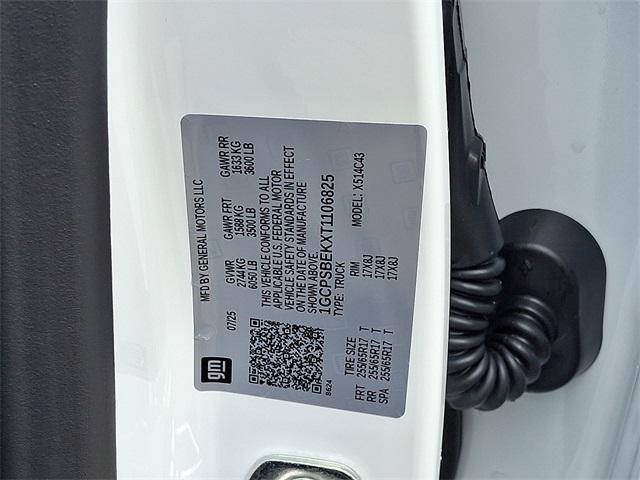 MFD BY GENERAL MOTORS LLC
07/25
GVWR GAWR FRT GAWR RR
2744KG 1588 KG 1633 KG
6050 LB 3500 LB 3600 LB
THIS VEHICLE CONFORMS TO ALL
APPLICABLE U.S. FEDERAL MOTOR
VEHICLE SAFETY STANDARDS IN EFFECT
ON THE DATE OF MANUFACTURE
SHOWN ABOVE
1GCPSBEKXT1106825
TYPE: TRUCK MODEL: X514C43
TIRE SIZE RIM
FRT 255/65R17 T 17X8J
RR 255/65R17 T 17X8J
SPA 255/65R17 T 17X8J
gm
8624